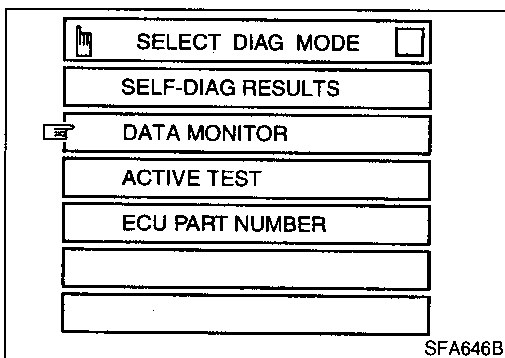 SELECT DIAG MODE
SELF-DIAG RESULTS
DATA MONITOR
ACTIVE TEST
ECU PART NUMBER
SFA646B